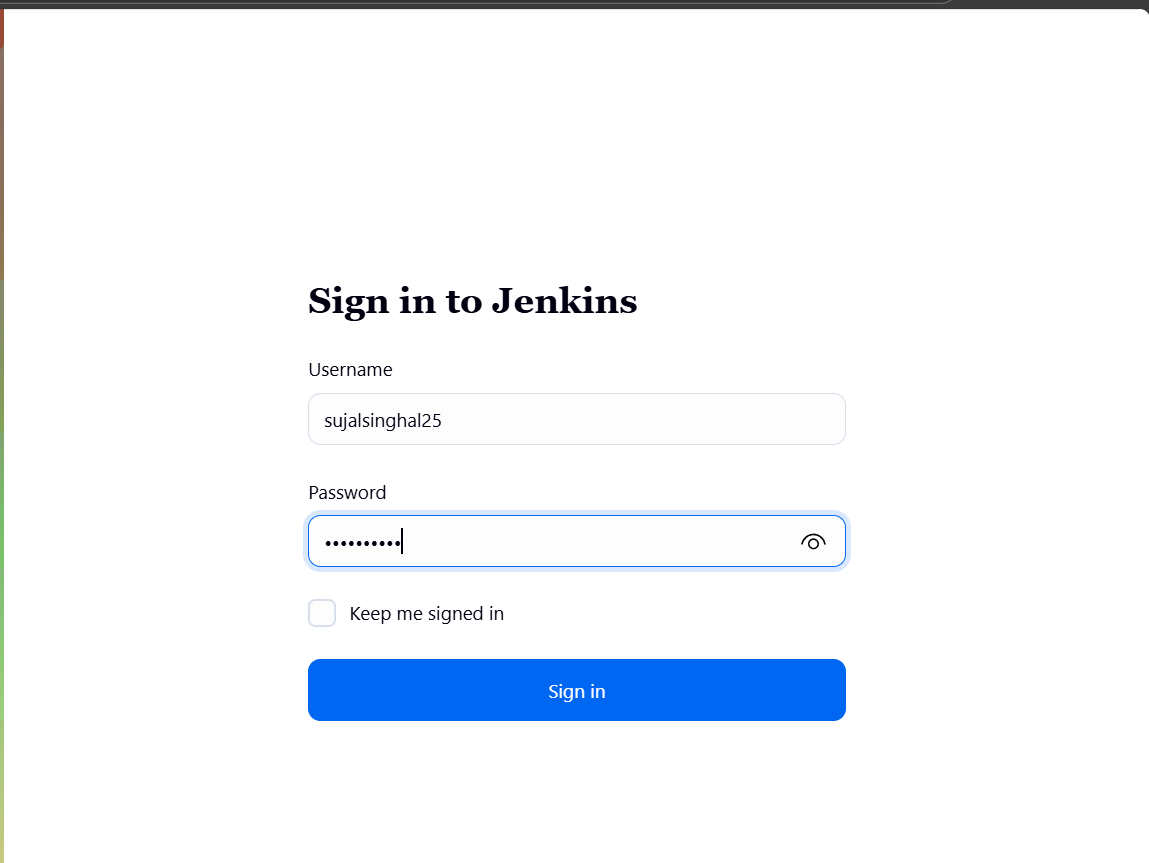 Sign in to Jenkins
Username
sujalsinghal25
Password
••••••••••
Keep me signed in
Sign in